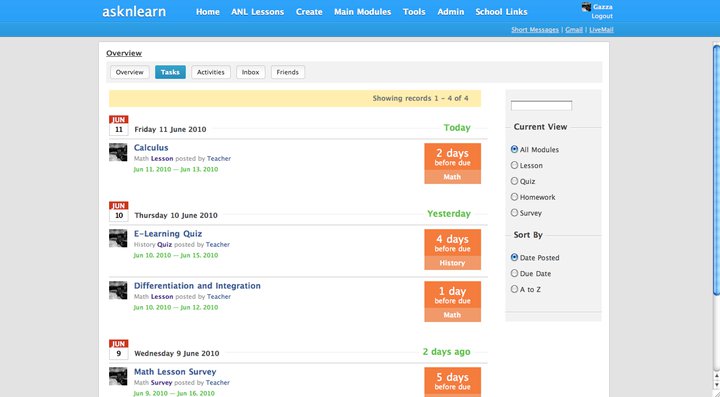 asknlearn
Home ANL Lessons Create Main Modules Tools Admin School Links
Gazza
Logout
Short Messages | Gmail | LiveMail
Overview
Overview Tasks Activities Inbox Friends
Showing records 1 - 4 of 4
JUN
11 Friday 11 June 2010 Today
Calculus
Math Lesson posted by Teacher
Jun 11, 2010 — Jun 13, 2010
2 days
before due
Math
JUN
10 Thursday 10 June 2010 Yesterday
E-Learning Quiz
History Quiz posted by Teacher
Jun 10, 2010 — Jun 15, 2010
4 days
before due
History
Differentiation and Integration
Math Lesson posted by Teacher
Jun 10, 2010 — Jun 12, 2010
1 day
before due
Math
JUN
9 Wednesday 9 June 2010 2 days ago
Math Lesson Survey
Math Survey posted by Teacher
Jun 9, 2010 — Jun 16, 2010
5 days
before due
Current View
All Modules
Lesson
Quiz
Homework
Survey
Sort By
Date Posted
Due Date
A to Z